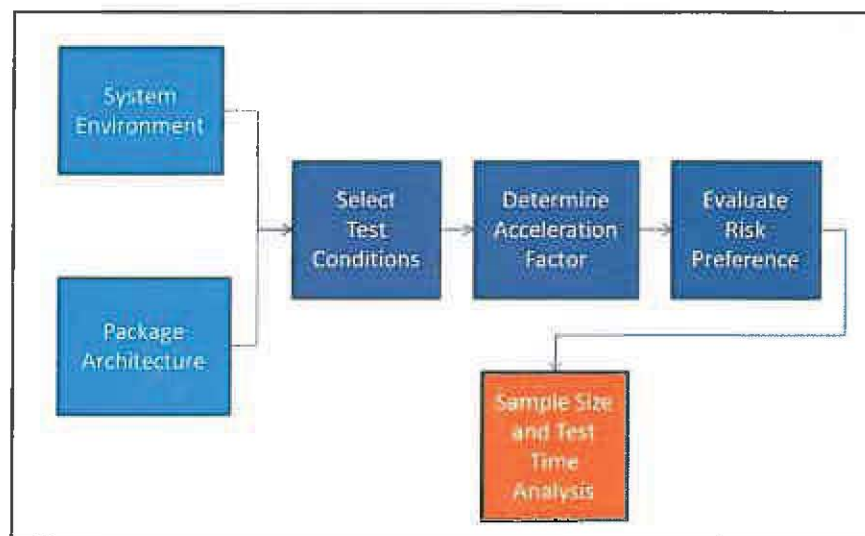 System
Environment
Package
Architecture
Select
Test
Conditions
Determine
Acceleration
Factor
Evaluate
Risk
Preference
Sample Size
and Test
Time
Analysis